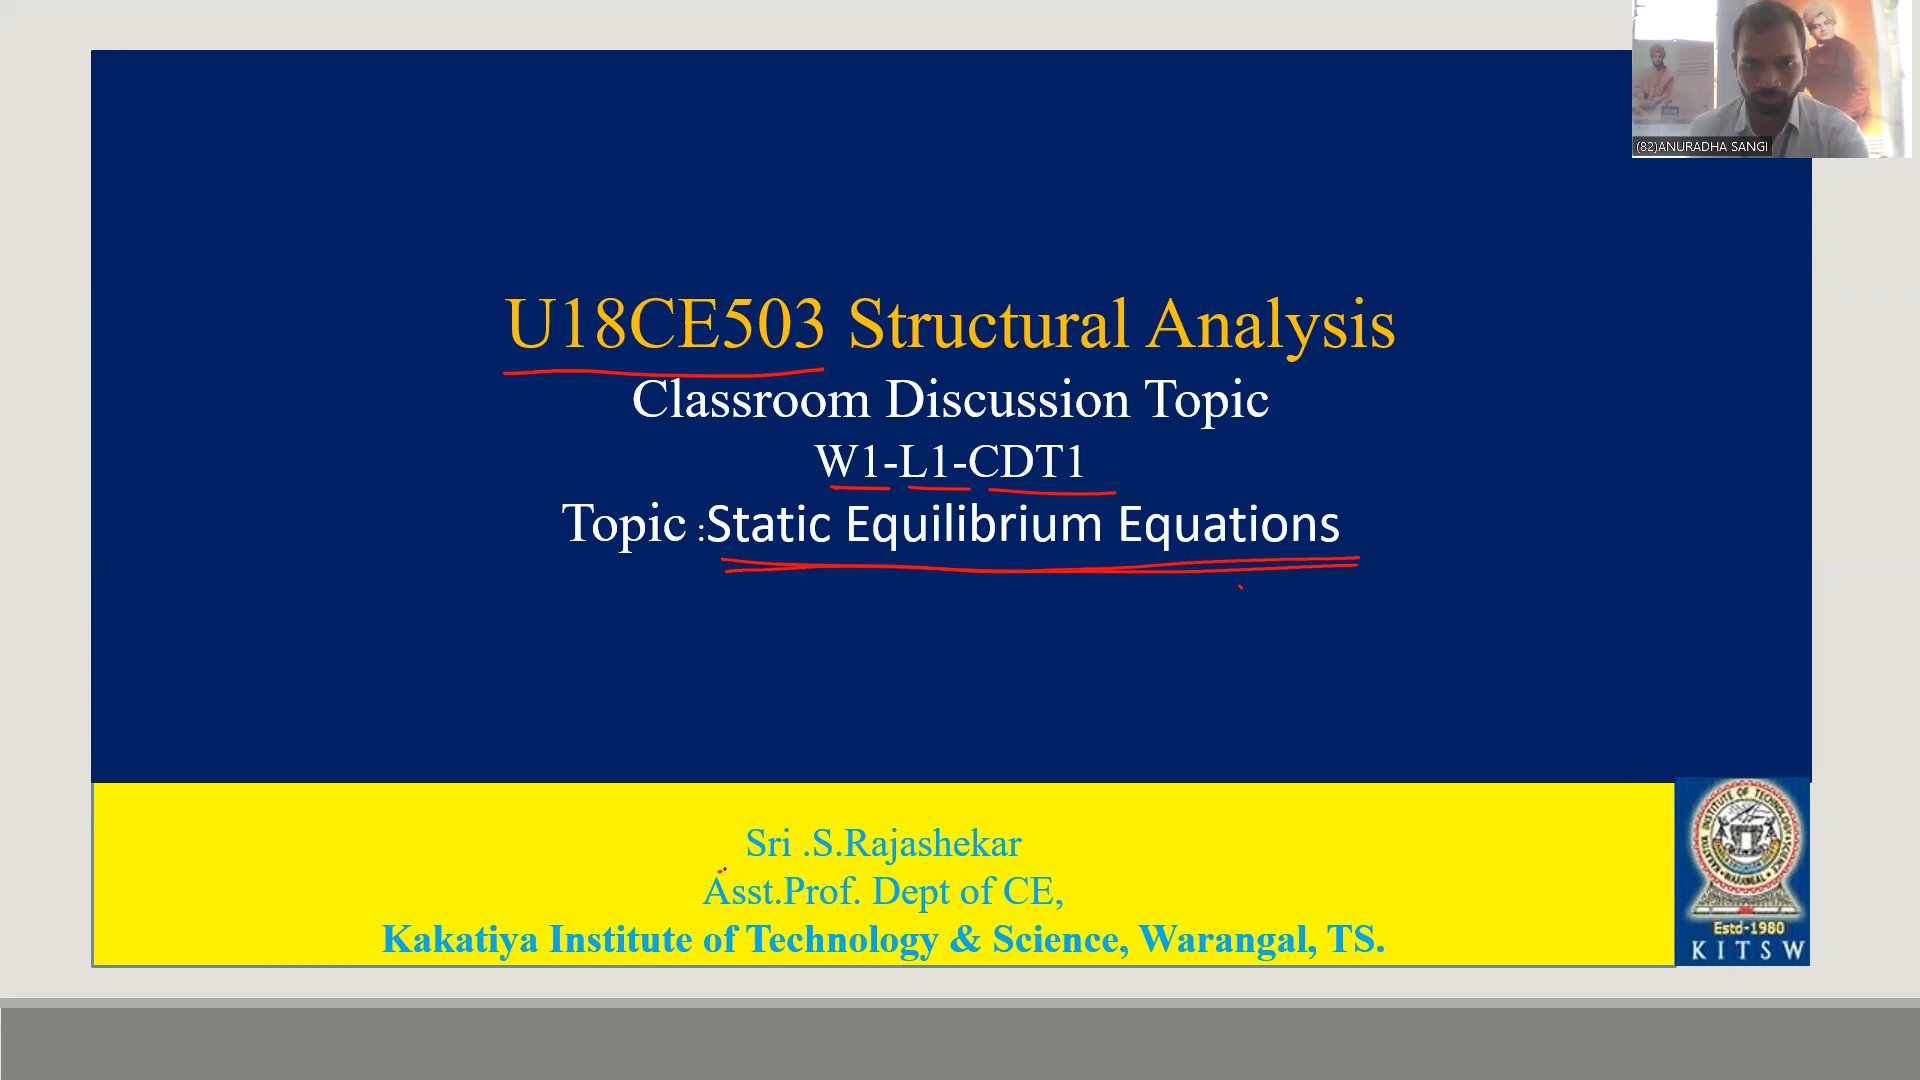 (82)ANURADHA SANGI
U18CE503 Structural Analysis
Classroom Discussion Topic
W1-L1-CDT1
Topic :Static Equilibrium Equations
Sri .S.Rajashekar
Asst.Prof. Dept of CE,
Kakatiya Institute of Technology & Science, Warangal, TS.
Estd-1980
KITSW